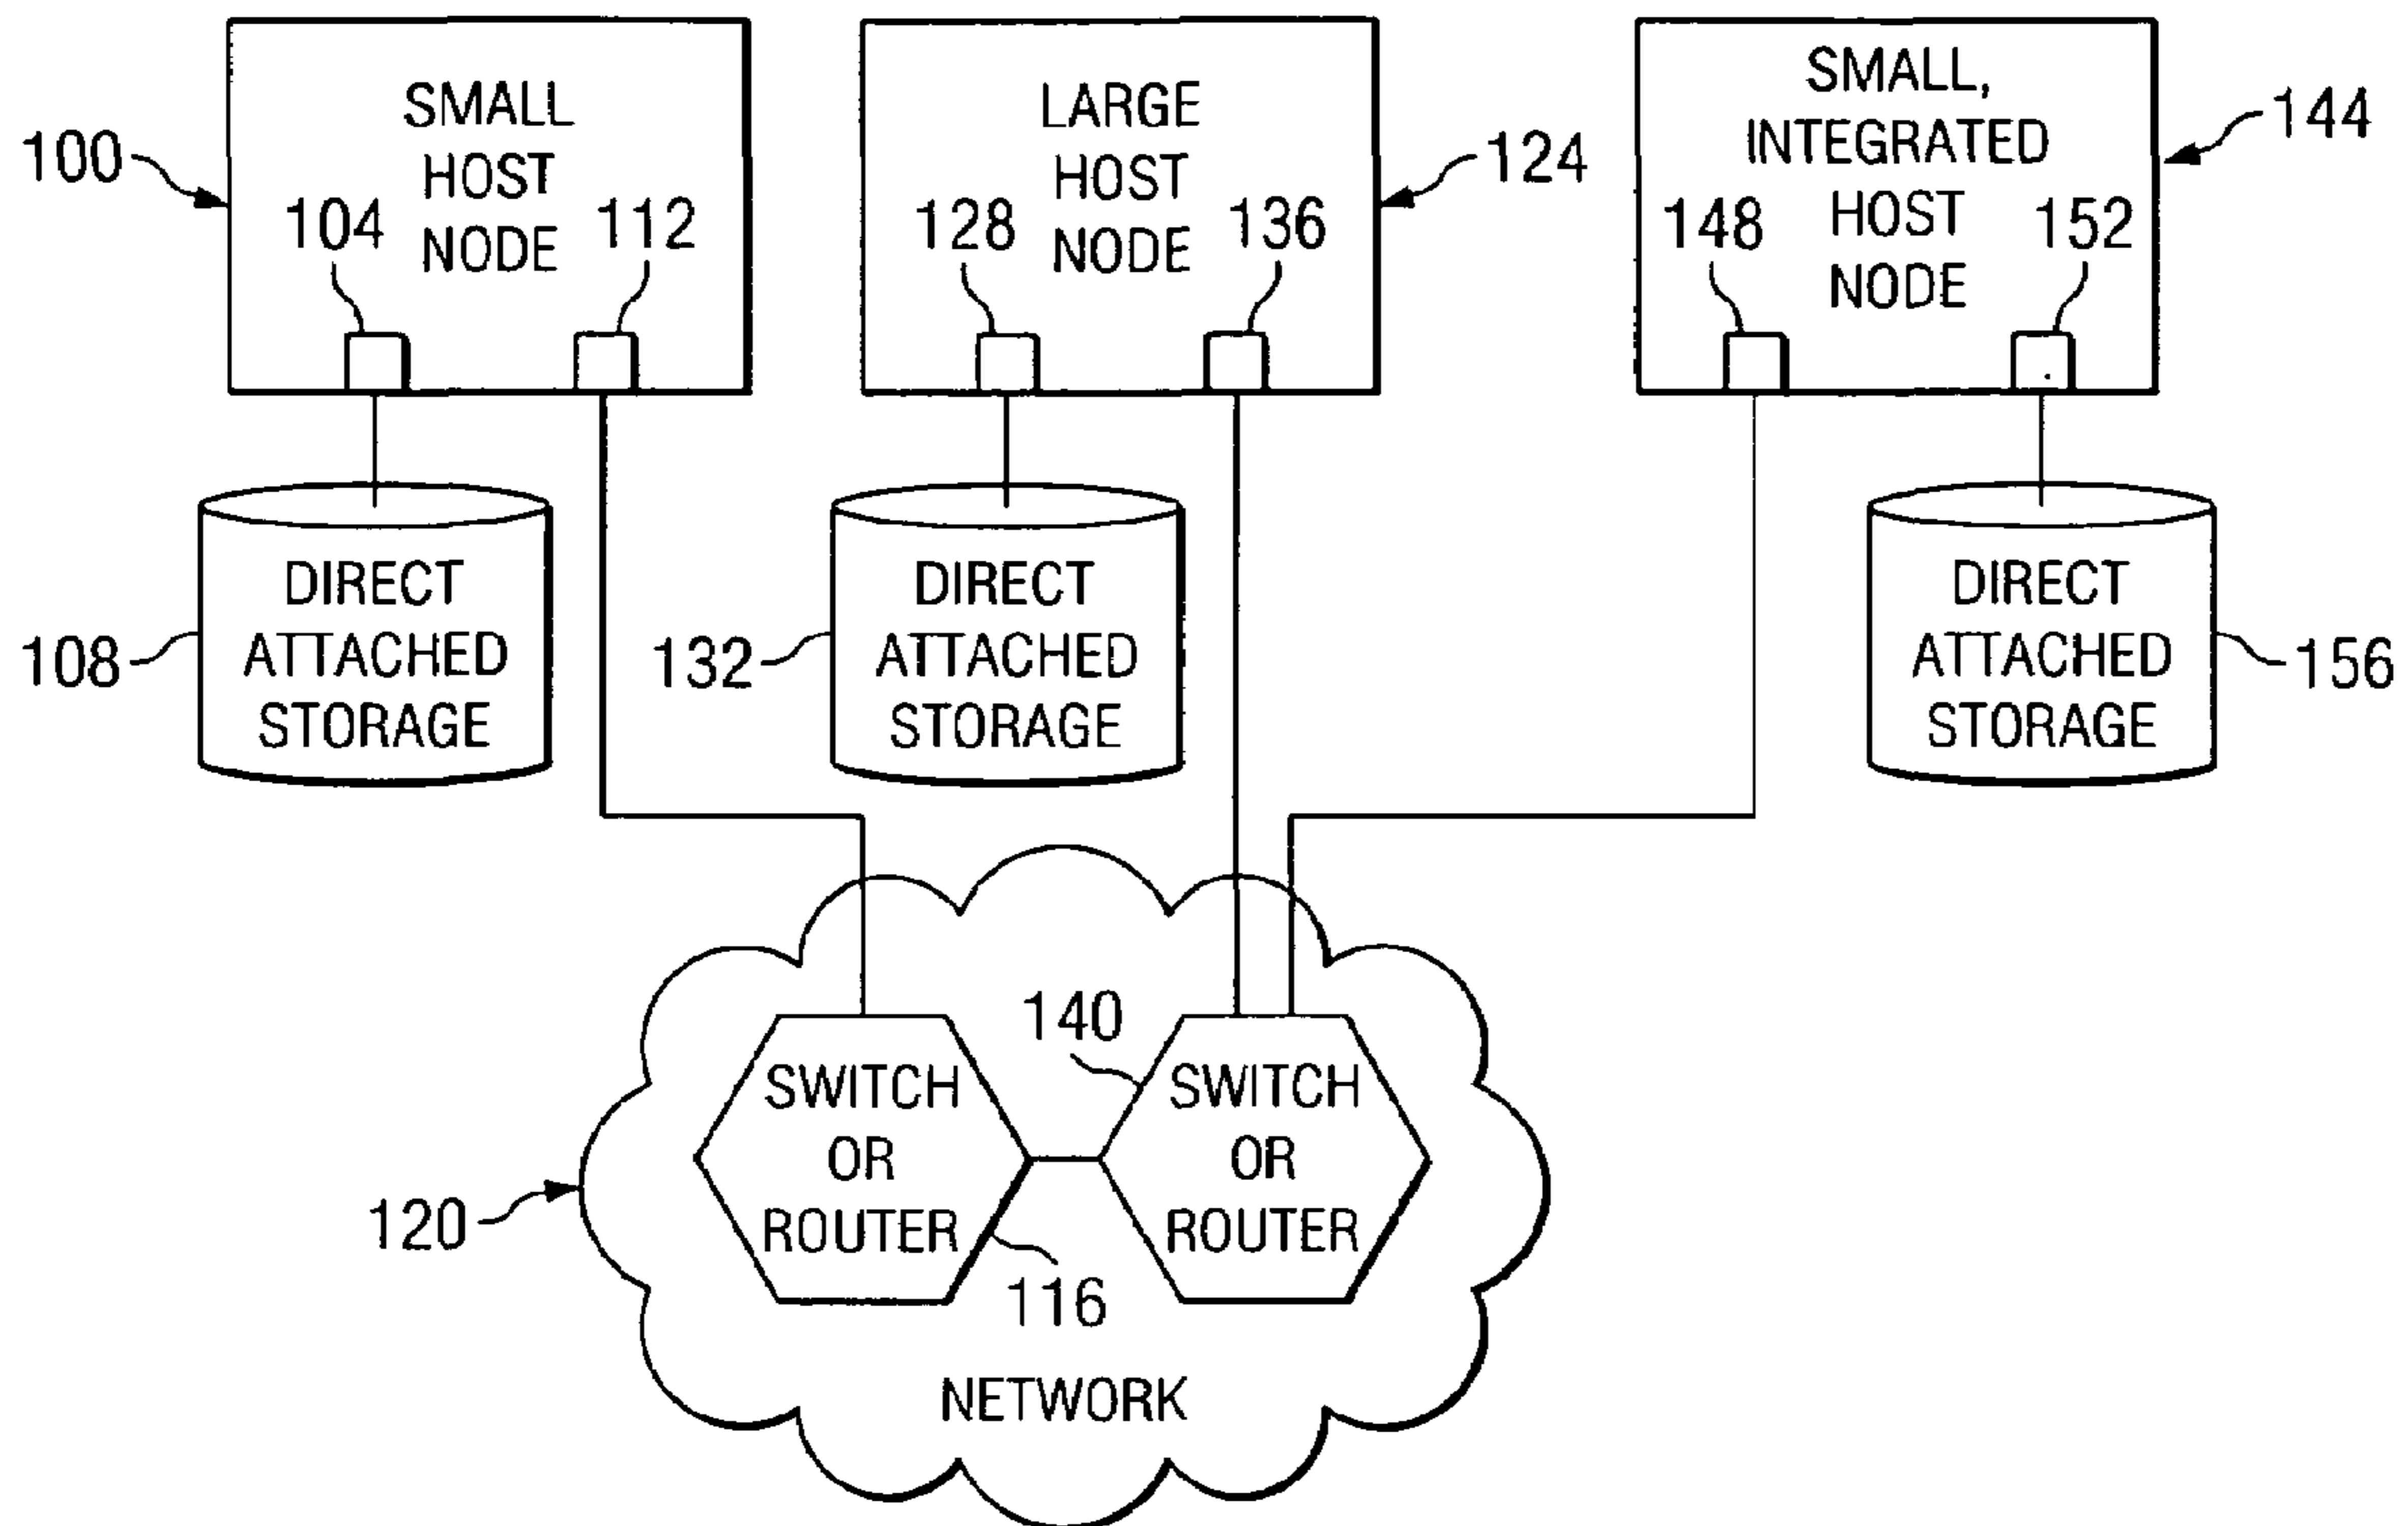 SMALL
HOST
NODE
100
104
112
LARGE
HOST
NODE
124
128
136
SMALL,
INTEGRATED
HOST
NODE
144
148
152
DIRECT
ATTACHED
STORAGE
108
DIRECT
ATTACHED
STORAGE
132
DIRECT
ATTACHED
STORAGE
156
140
SWITCH
OR
ROUTER
SWITCH
OR
ROUTER
120
116
NETWORK